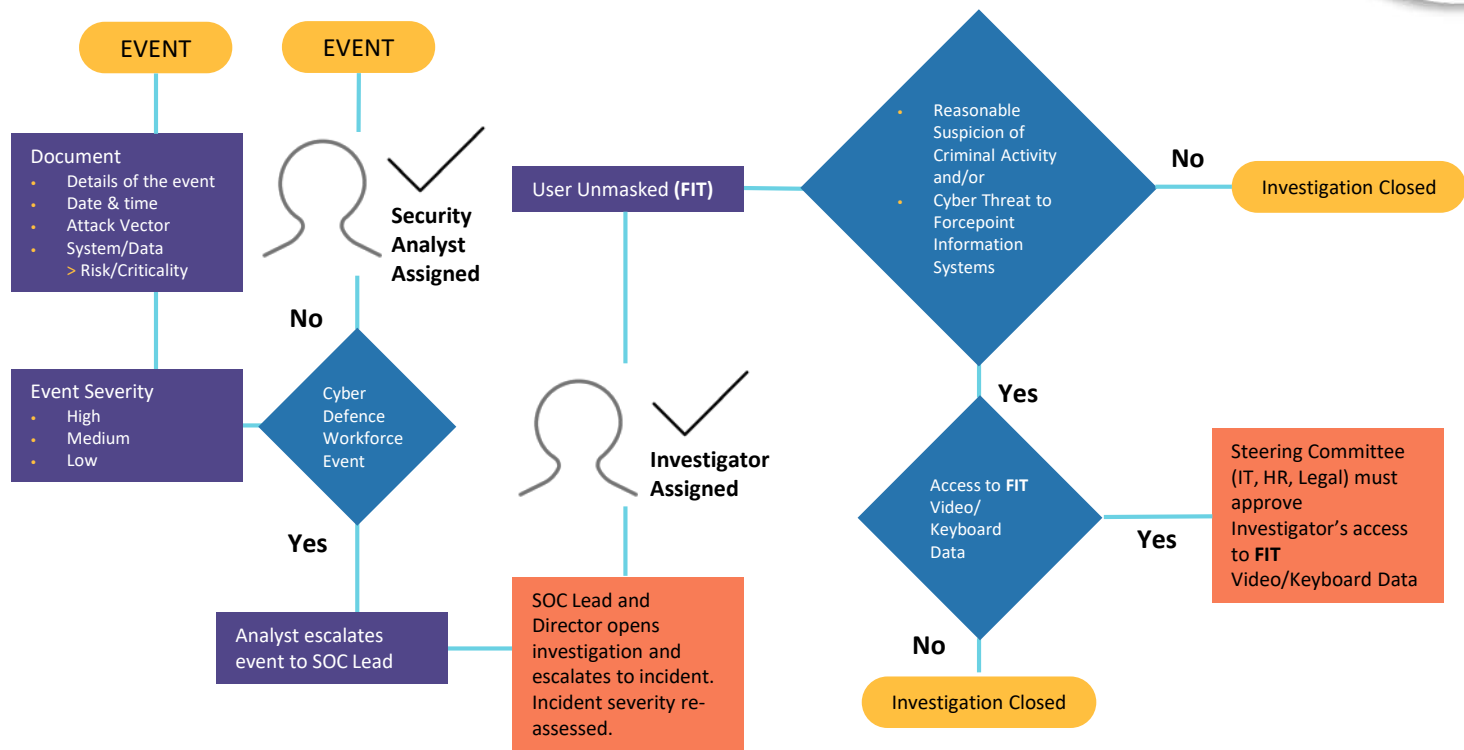 EVENT
Document
• Details of the event
• Date & time
• Attack Vector
• System/Data
> Risk/Criticality
Event Severity
• High
• Medium
• Low
EVENT
Security
Analyst
Assigned
No
Cyber
Defence
Workforce
Event
Yes
Analyst escalates
event to SOC Lead
SOC Lead and
Director opens
investigation and
escalates to incident.
Incident severity re-
assessed.
Investigator
Assigned
User Unmasked (FIT)
• Reasonable
Suspicion of
Criminal Activity
and/or
• Cyber Threat to
Forcepoint
Information
Systems
No
Investigation Closed
Yes
Access to FIT
Video/
Keyboard
Data
Yes
Steering Committee
(IT, HR, Legal) must
approve
Investigator’s access
to FIT
Video/Keyboard Data
No
Investigation Closed